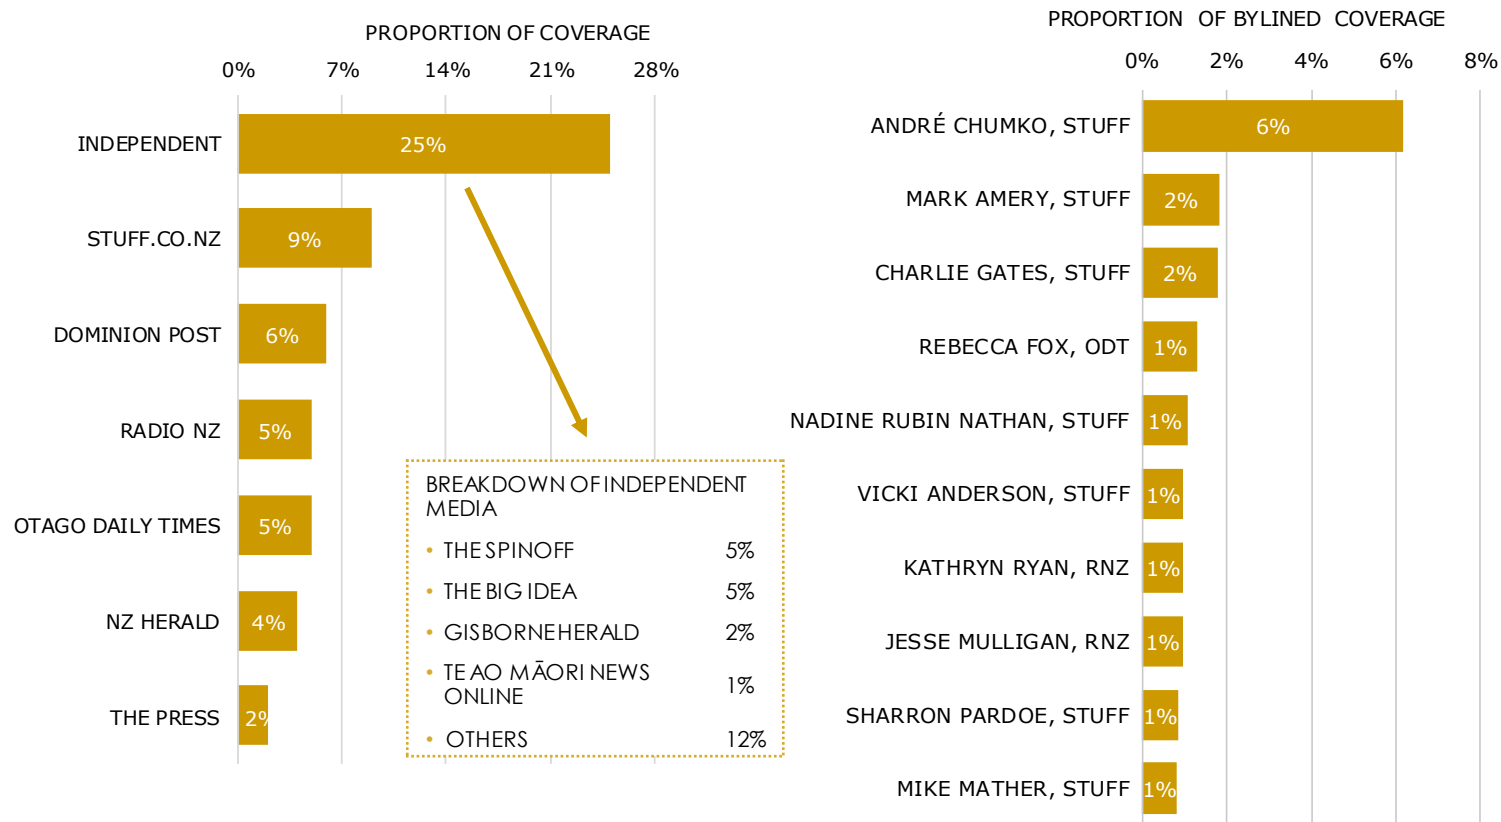 PROPORTION OF COVERAGE
0% 7% 14% 21% 28%
INDEPENDENT 25%
STUFF.CO.NZ 9%
DOMINION POST 6%
RADIO NZ 5%
OTAGO DAILY TIMES 5%
NZ HERALD 4%
THE PRESS 2%
BREAKDOWN OF INDEPENDENT
MEDIA
• THE SPINOFF 5%
• THE BIG IDEA 5%
• GISBORNE HERALD 2%
• TE AO MĀORI NEWS
ONLINE 1%
• OTHERS 12%
PROPORTION OF BYLINED COVERAGE
0% 2% 4% 6% 8%
ANDRÉ CHUMKO, STUFF 6%
MARK AMERY, STUFF 2%
CHARLIE GATES, STUFF 2%
REBECCA FOX, ODT 1%
NADINE RUBIN NATHAN, STUFF 1%
VICKI ANDERSON, STUFF 1%
KATHRYN RYAN, RNZ 1%
JESSE MULLIGAN, RNZ 1%
SHARRON PARDOE, STUFF 1%
MIKE MATHER, STUFF 1%